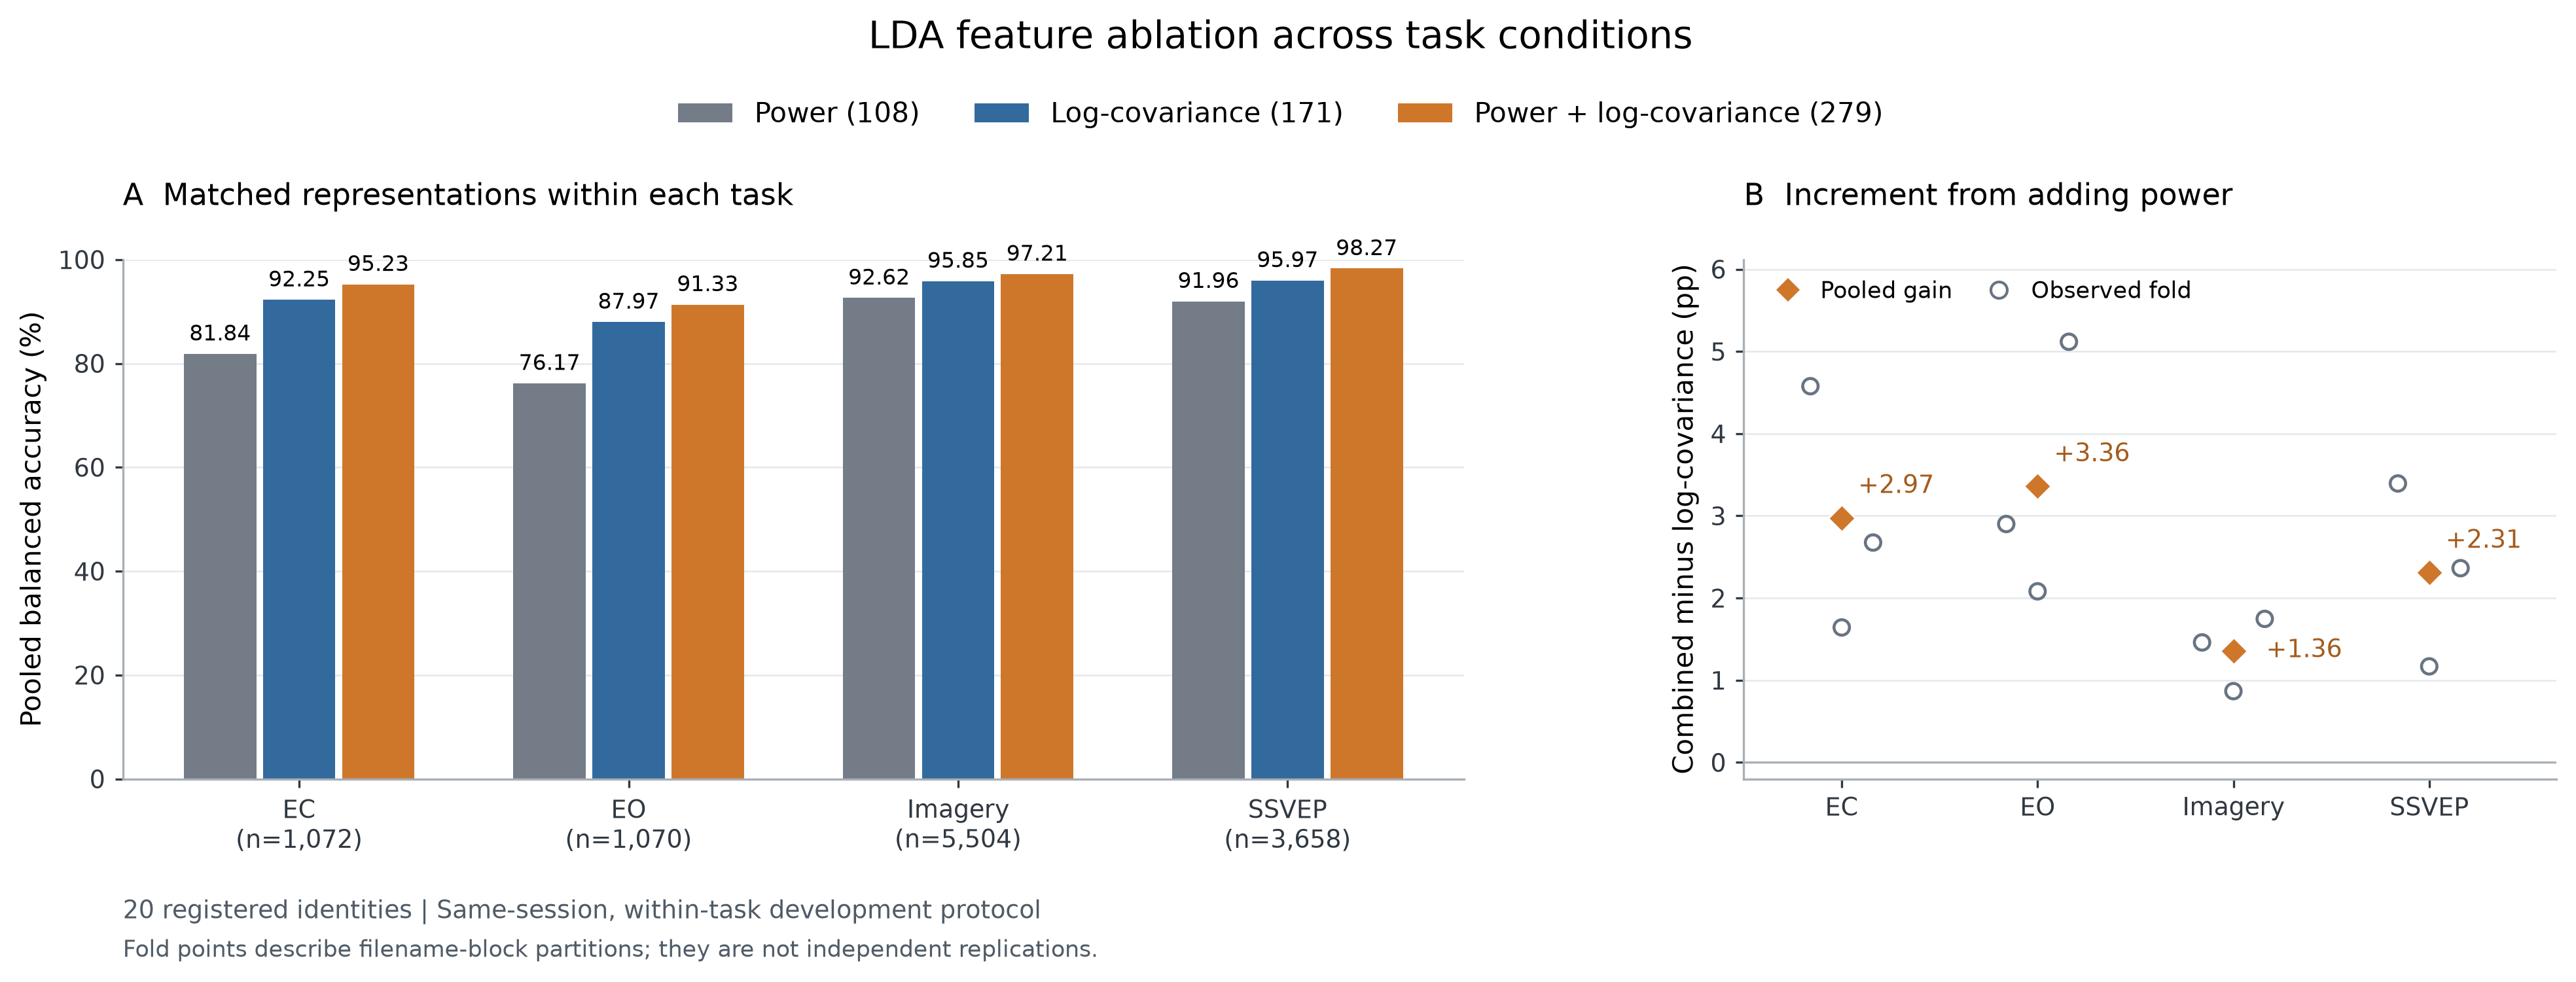 LDA feature ablation across task conditions
Power (108)
Log-covariance (171)
Power + log-covariance (279)
A Matched representations within each task
Pooled balanced accuracy (%)
100
80
60
40
20
0
81.84
92.25
95.23
76.17
87.97
91.33
92.62
95.85
97.21
91.96
95.97
98.27
EC
(n=1,072)
EO
(n=1,070)
Imagery
(n=5,504)
SSVEP
(n=3,658)
B Increment from adding power
Combined minus log-covariance (pp)
6
5
4
3
2
1
0
Pooled gain
Observed fold
+2.97
+3.36
+1.36
+2.31
EC
EO
Imagery
SSVEP
20 registered identities | Same-session, within-task development protocol
Fold points describe filename-block partitions; they are not independent replications.